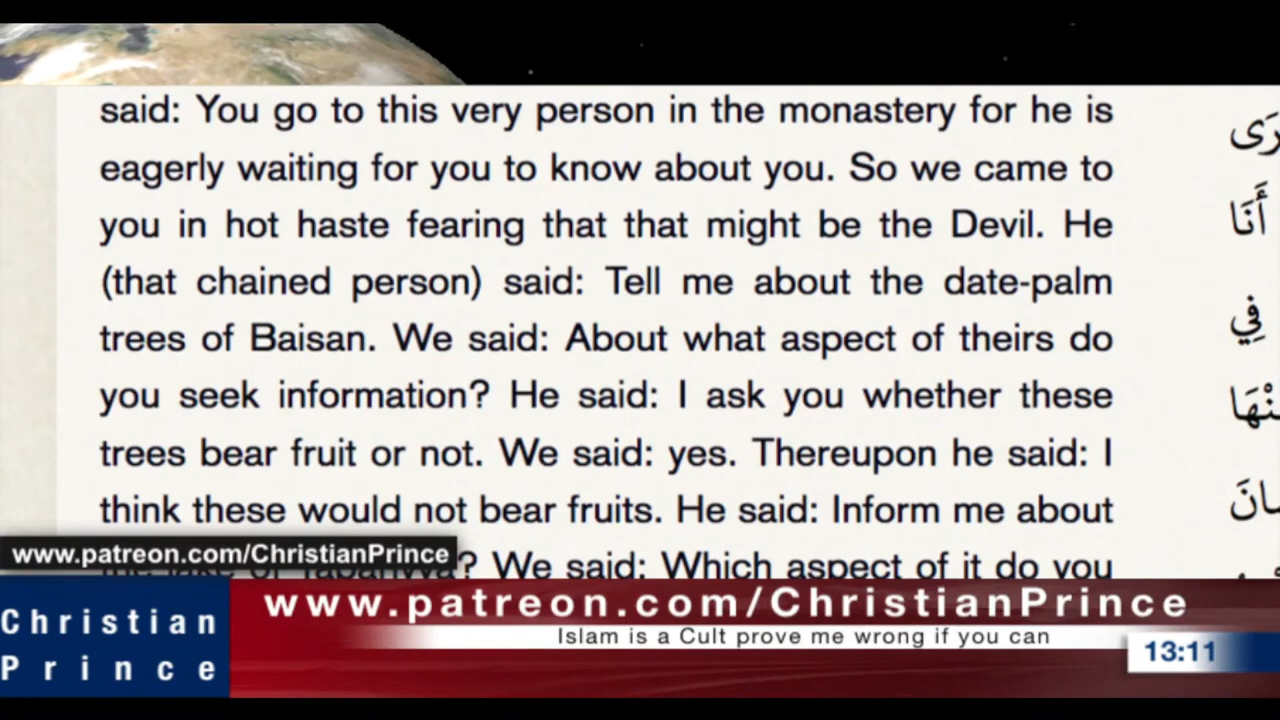 said: You go to this very person in the monastery for he is
eagerly waiting for you to know about you. So we came to
you in hot haste fearing that that might be the Devil. He
(that chained person) said: Tell me about the date-palm
trees of Baisan. We said: About what aspect of theirs do
you seek information? He said: I ask you whether these
trees bear fruit or not. We said: yes. Thereupon he said: I
think these would not bear fruits. He said: Inform me about
? We said: Which aspect of it do you
أَنَا
فِي
www.patreon.com/ChristianPrince
Christian
Prince
www.patreon.com/ChristianPrince
Islam is a Cult prove me wrong if you can
13:11